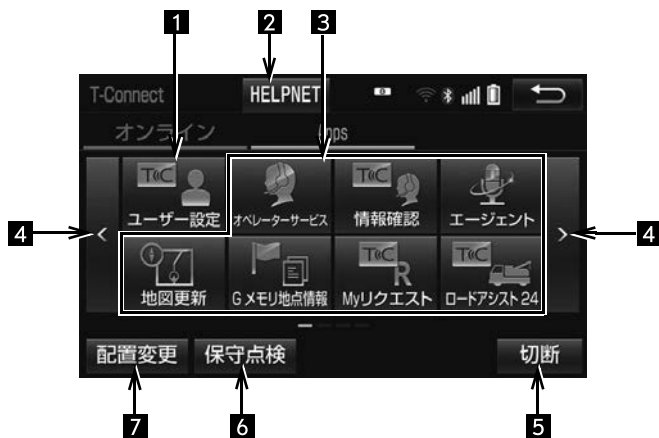 1 2 3
T-Connect HELPNET
オンライン Apps
T(C T(C
ユーザー設定 オペレーターサービス 情報確認 エージェント
4 < > 4
T(C T(C
R
地図更新 G メモリ地点情報 Myリクエスト ロードアシスト24
配置変更 保守点検 切断
7 6 5